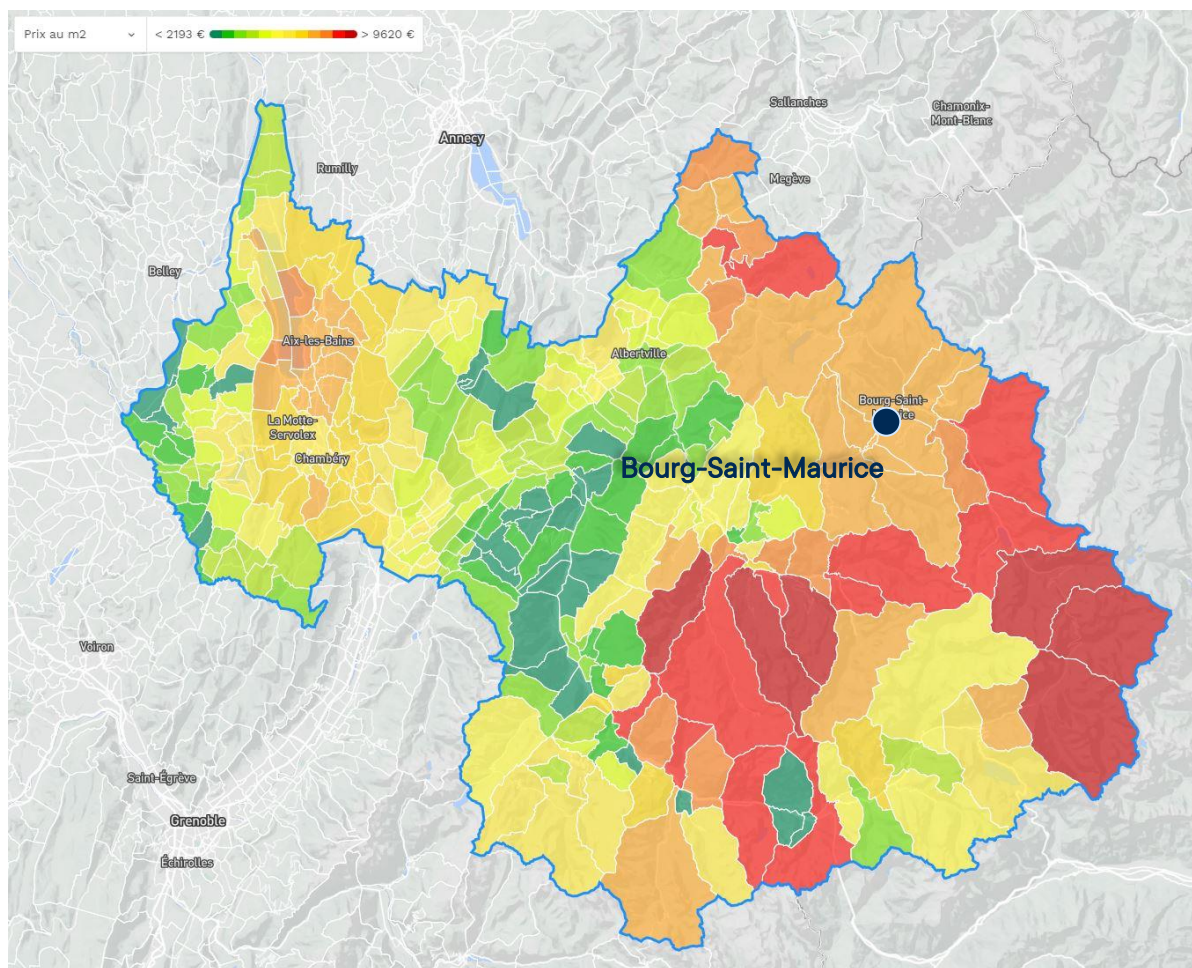 Prix au m2
< 2193 €
> 9620 €
Sallanches
Chamonix-
Mont-Blanc
Annecy
Rumilly
Megève
Belley
Aix-les-Bains
Albertville
Bourg-Saint-
La Motte-
Servolex
Chambéry
Bourg-Saint-Maurice
Voiron
Saint-Égrève
Grenoble
Échirolles